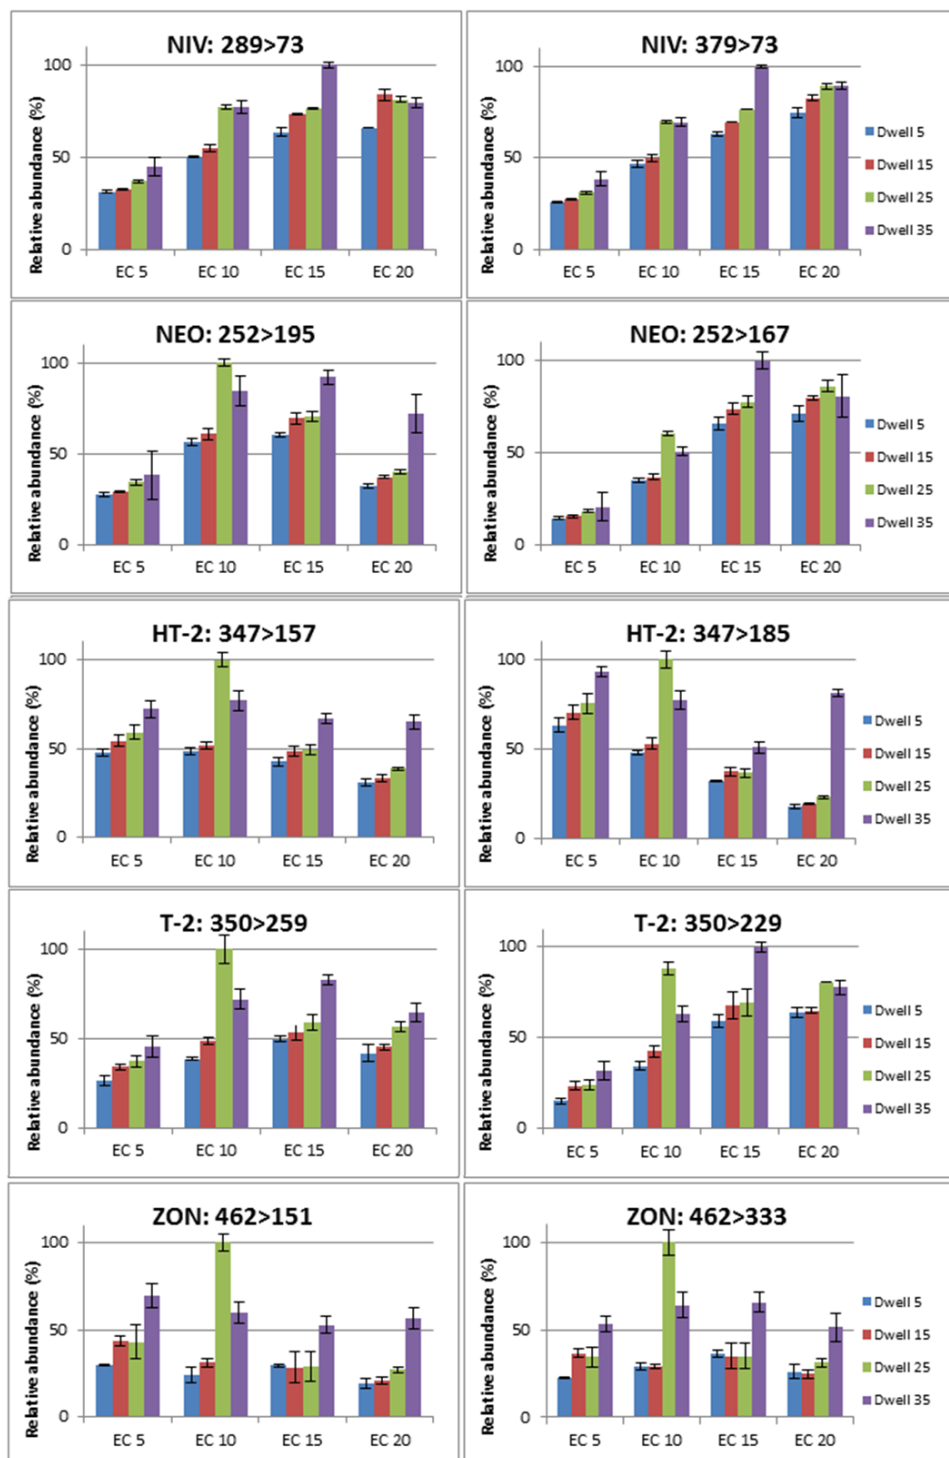 NIV: 289>73
Relative abundance (%)
100
50
0
EC 5 EC 10 EC 15 EC 20
NIV: 379>73
Relative abundance (%)
100
50
0
EC 5 EC 10 EC 15 EC 20
Dwell 5
Dwell 15
Dwell 25
Dwell 35
NEO: 252>195
Relative abundance (%)
100
50
0
EC 5 EC 10 EC 15 EC 20
NEO: 252>167
Relative abundance (%)
100
50
0
EC 5 EC 10 EC 15 EC 20
Dwell 5
Dwell 15
Dwell 25
Dwell 35
HT-2: 347>157
Relative abundance (%)
100
50
0
EC 5 EC 10 EC 15 EC 20
HT-2: 347>185
Relative abundance (%)
100
50
0
EC 5 EC 10 EC 15 EC 20
Dwell 5
Dwell 15
Dwell 25
Dwell 35
T-2: 350>259
Relative abundance (%)
100
50
0
EC 5 EC 10 EC 15 EC 20
T-2: 350>229
Relative abundance (%)
100
50
0
EC 5 EC 10 EC 15 EC 20
Dwell 5
Dwell 15
Dwell 25
Dwell 35
ZON: 462>151
Relative abundance (%)
100
50
0
EC 5 EC 10 EC 15 EC 20
ZON: 462>333
Relative abundance (%)
100
50
0
EC 5 EC 10 EC 15 EC 20
Dwell 5
Dwell 15
Dwell 25
Dwell 35